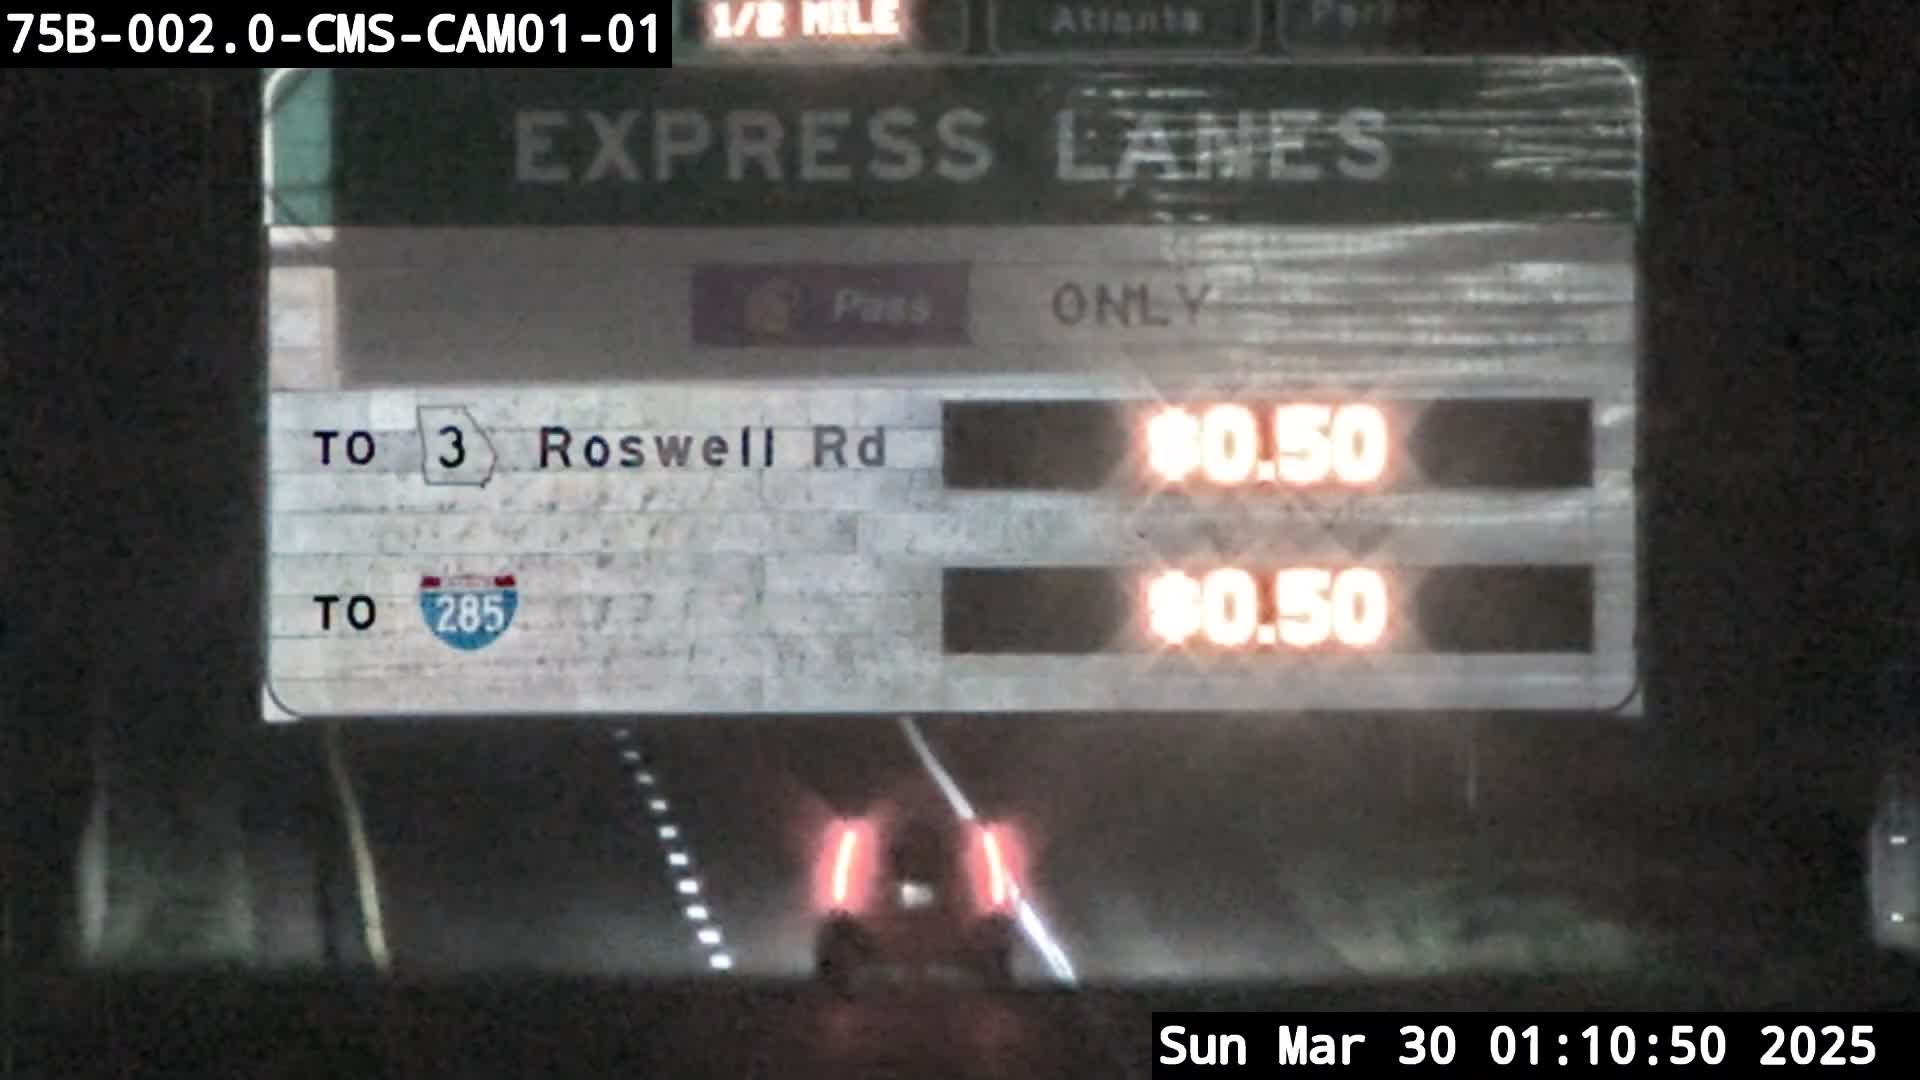 75B-002.0-CMS-CAM01-01
1/2 MILE
Atlanta
EXPRESS LANES
Pass ONLY
TO 3 Roswell Rd $0.50
TO 285 $0.50
Sun Mar 30 01:10:50 2025